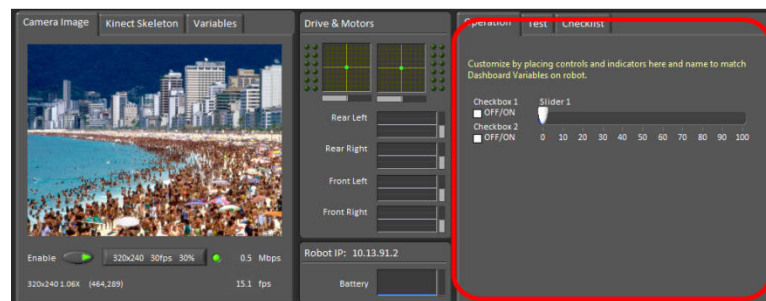 Camera Image Kinect Skeleton Variables
Enable 320x240 30fps 30% 0.5 Mbps
320x240 1.06X (464,289) 15.1 fps
Drive & Motors
Rear Left
Rear Right
Front Left
Front Right
Robot IP: 10.13.91.2
Battery
Operation Test Checklist
Customize by placing controls and indicators here and name to match
Dashboard Variables on robot.
Checkbox 1 Slider 1
OFF/ON
Checkbox 2
OFF/ON 0 10 20 30 40 50 60 70 80 90 100